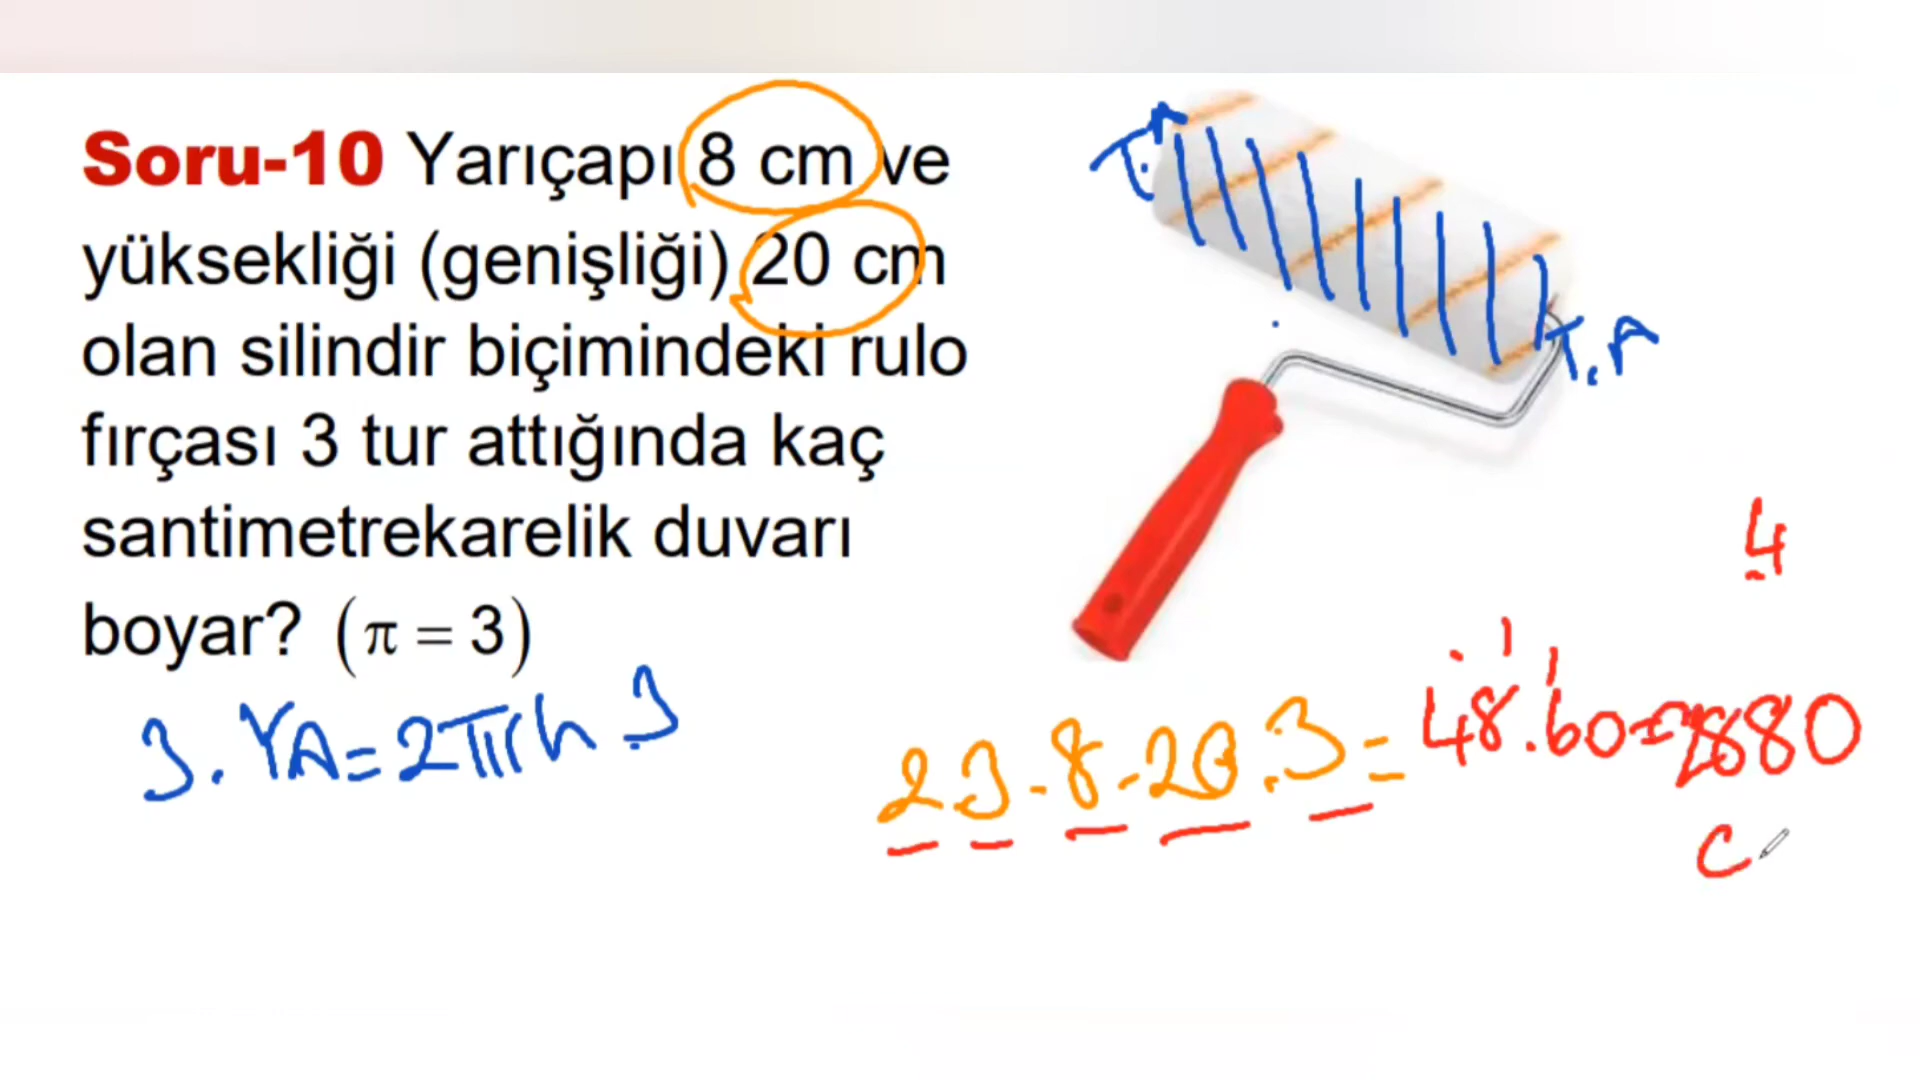 Soru-10 Yarıçapı 8 cm ve
yüksekliği (genişliği) 20 cm
olan silindir biçimindeki rulo
fırçası 3 tur attığında kaç
santimetrekarelik duvarı
boyar? (π = 3)
T.A
T.A
4
3.YA=2πrh.3
2.3.8.20.3=48.60=2880
c